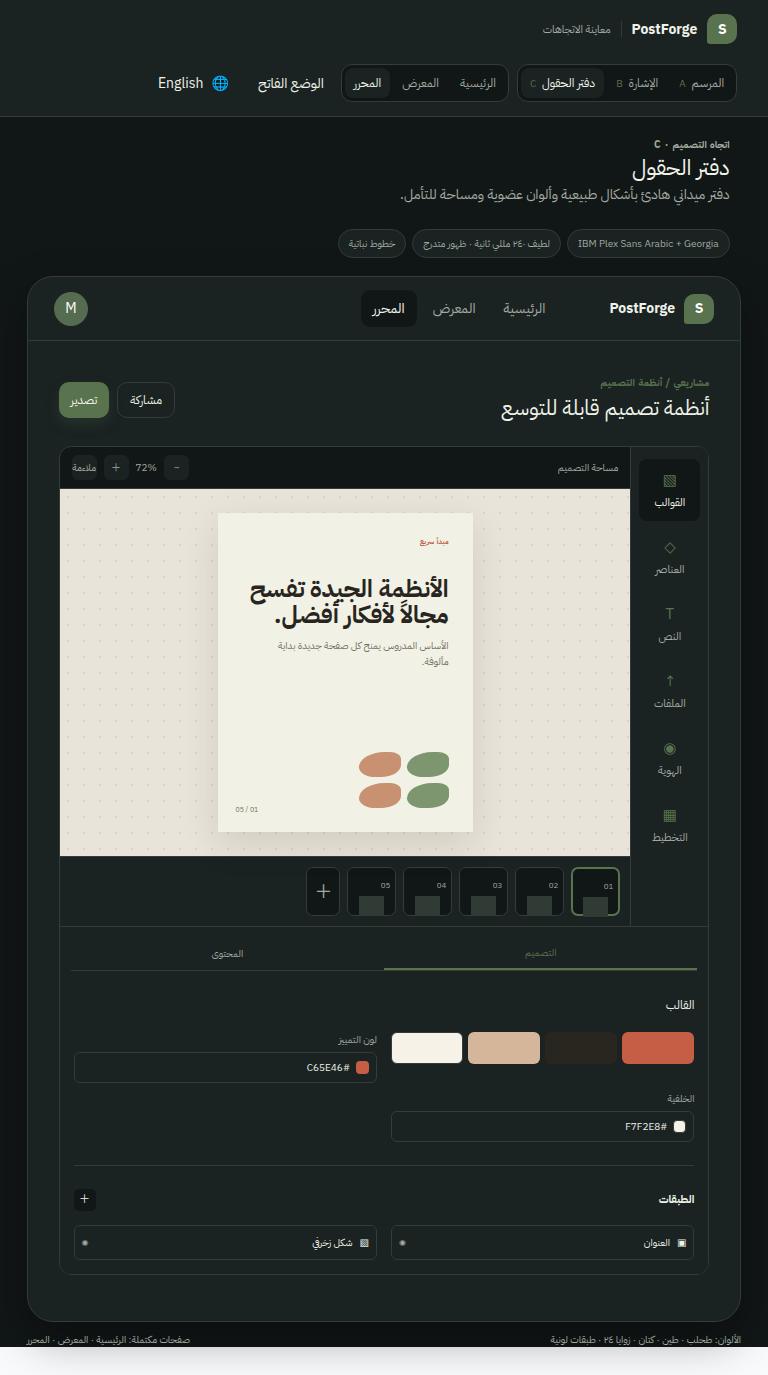 S PostForge معاينة الاتجاهات
المرسم A الإشارة B دفتر الحقول C الرئيسية المعرض المحرر الوضع الفاتح 🌐 English
اتجاه التصميم · C
دفتر الحقول
دفتر ميداني هادئ بأشكال طبيعية وألوان عضوية ومساحة للتأمل.
IBM Plex Sans Arabic + Georgia لطيف ٢٤٠ مللي ثانية · ظهور متدرج خطوط نباتية
S PostForge الرئيسية المعرض المحرر M
مشاريعي / أنظمة التصميم
أنظمة تصميم قابلة للتوسع
مشاركة تصدير
القوالب
العناصر
النص
الملفات
الهوية
التخطيط
مساحة التصميم
− 72% + ملاءمة
مبدأ سريع
الأنظمة الجيدة تفسح
مجالاً لأفكار أفضل.
الأساس المدروس يمنح كل صفحة جديدة بداية
مألوفة.
05 / 01
01 02 03 04 05 +
التصميم المحتوى
القالب
لون التمييز
C65E46#
الخلفية
F7F2E8#
الطبقات +
العنوان شكل زخرفي
الألوان: طحلب · طين · كتان · زوايا ٢٤ · طبقات لونية
صفحات مكتملة: الرئيسية · المعرض · المحرر